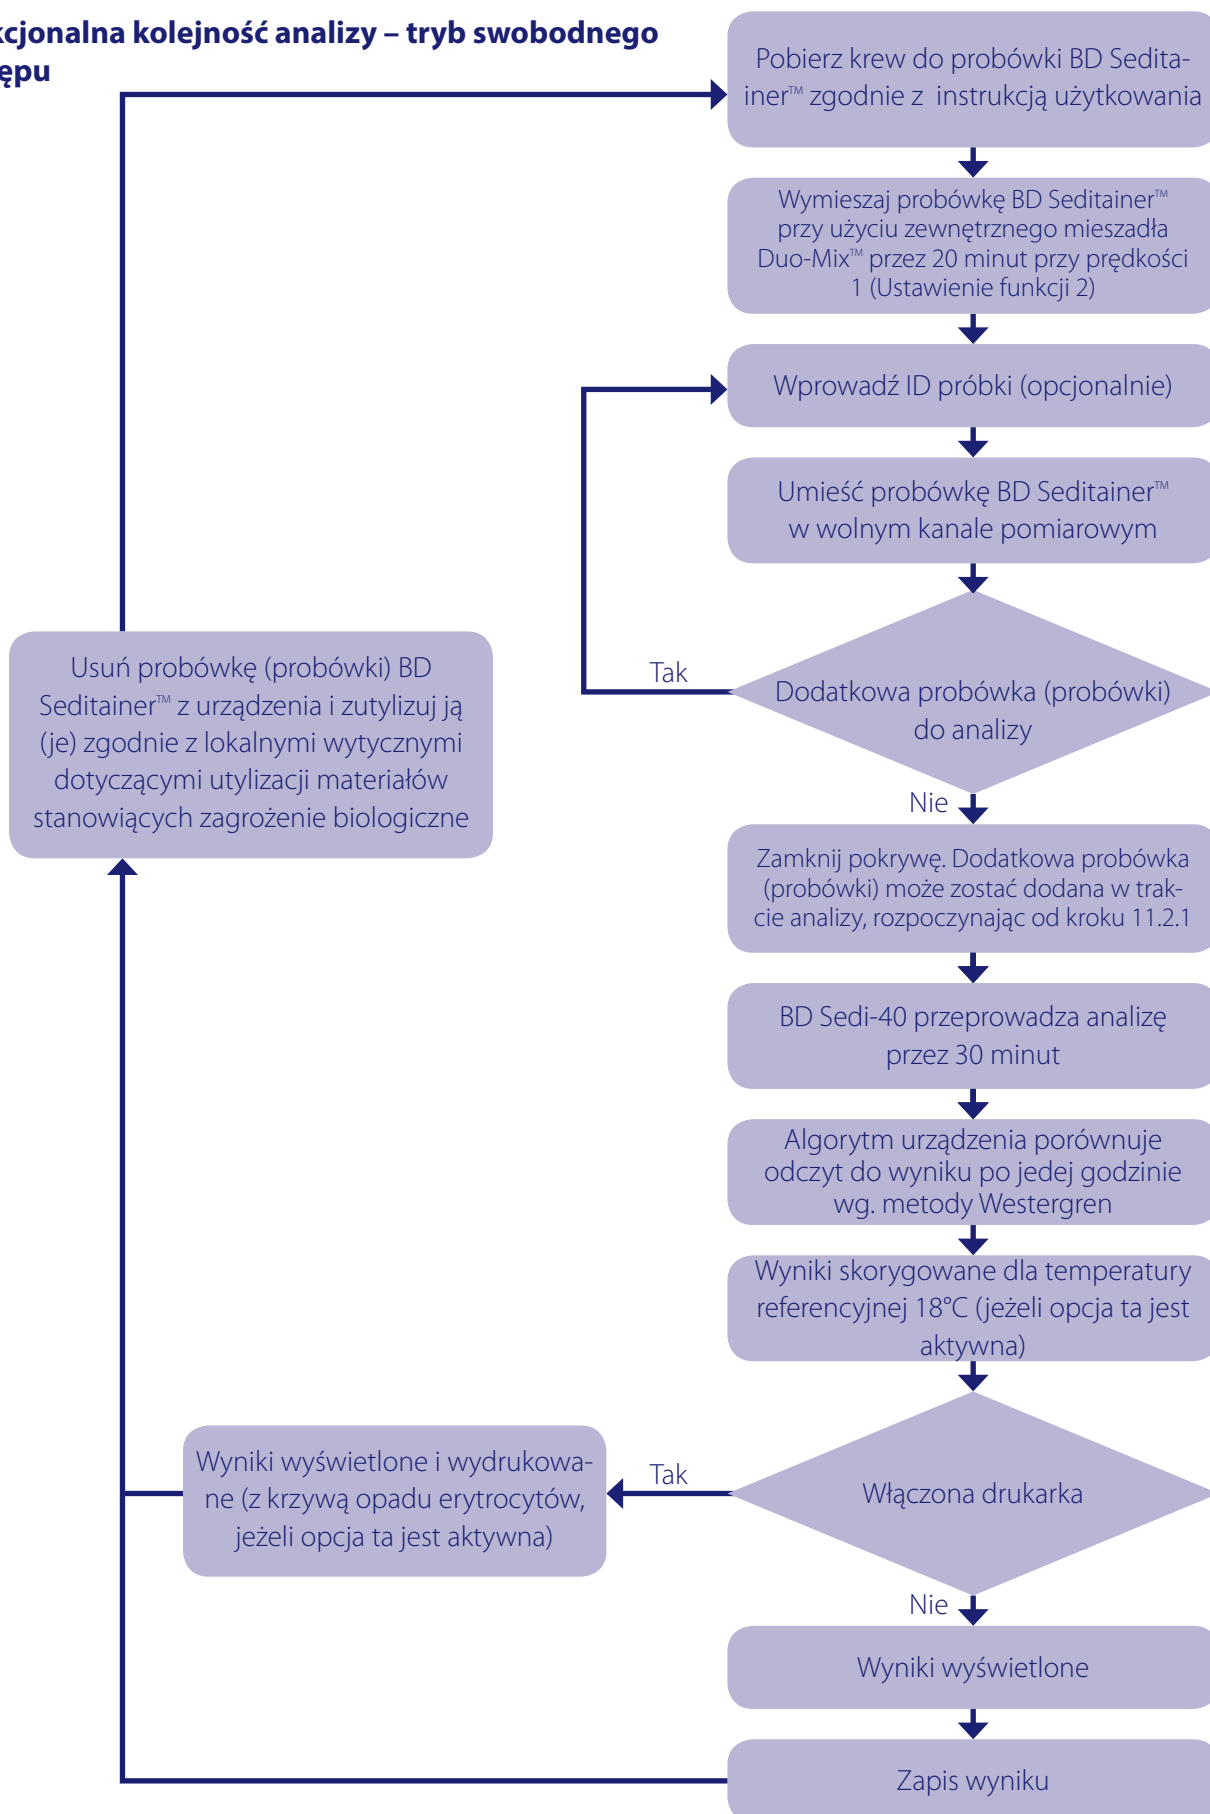 kcjonalna kolejność analizy – tryb swobodnego
ępu
Pobierz krew do probówki BD Sedita-
iner™ zgodnie z instrukcją użytkowania
Wymieszaj probówkę BD Seditainer™
przy użyciu zewnętrznego mieszadła
Duo-Mix™ przez 20 minut przy prędkości
1 (Ustawienie funkcji 2)
Wprowadź ID próbki (opcjonalnie)
Umieść probówkę BD Seditainer™
w wolnym kanale pomiarowym
Tak
Dodatkowa probówka (probówki)
do analizy
Nie
Usuń probówkę (probówki) BD
Seditainer™ z urządzenia i zutylizuj ją
(je) zgodnie z lokalnymi wytycznymi
dotyczącymi utylizacji materiałów
stanowiących zagrożenie biologiczne
Zamknij pokrywę. Dodatkowa probówka
(probówki) może zostać dodana w trak-
cie analizy, rozpoczynając od kroku 11.2.1
BD Sedi-40 przeprowadza analizę
przez 30 minut
Algorytm urządzenia porównuje
odczyt do wyniku po jedej godzinie
wg. metody Westergren
Wyniki skorygowane dla temperatury
referencyjnej 18°C (jeżeli opcja ta jest
aktywna)
Włączona drukarka
Tak
Wyniki wyświetlone i wydrukowa-
ne (z krzywą opadu erytrocytów,
jeżeli opcja ta jest aktywna)
Nie
Wyniki wyświetlone
Zapis wyniku